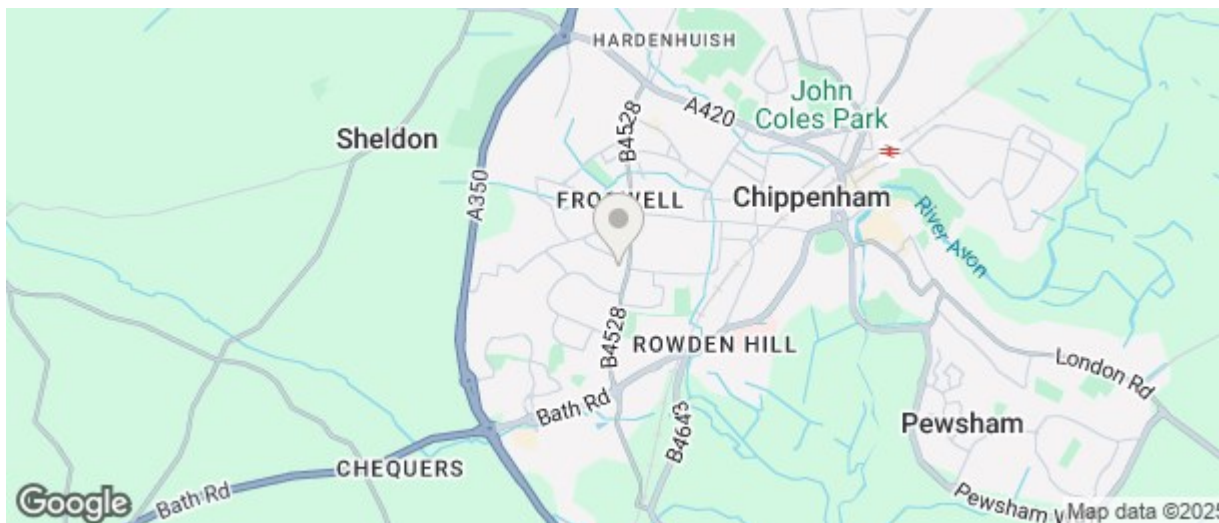 HARDENHUISH
A420
John
Coles Park
B4528
Sheldon
A350
Chippenham
River Avon
B4528
ROWDEN HILL
London Rd
Bath Rd
B4643
Pewsham
CHEQUERS
Bath Rd
Google
Pewsham
Map data ©2025